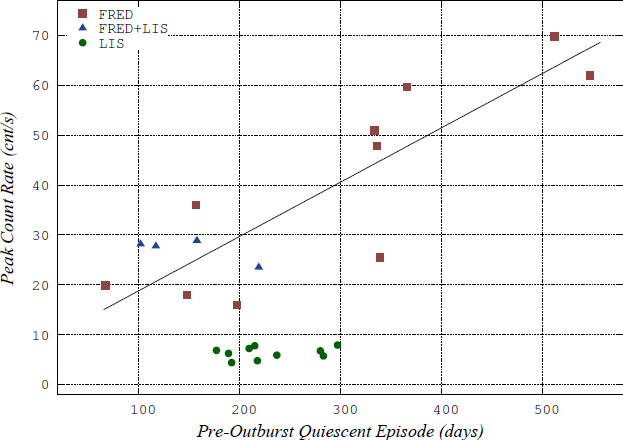 FRED
FRED+LIS
LIS
70
60
50
40
30
20
10
0
Peak Count Rate (cnt/s)
100 200 300 400 500
Pre-Outburst Quiescent Episode (days)